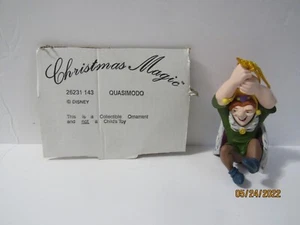 Christmas Magic
26231 143 QUASIMODO
© DISNEY
This is a Collectible Ornament
and not a Child's Toy
05/24/2022